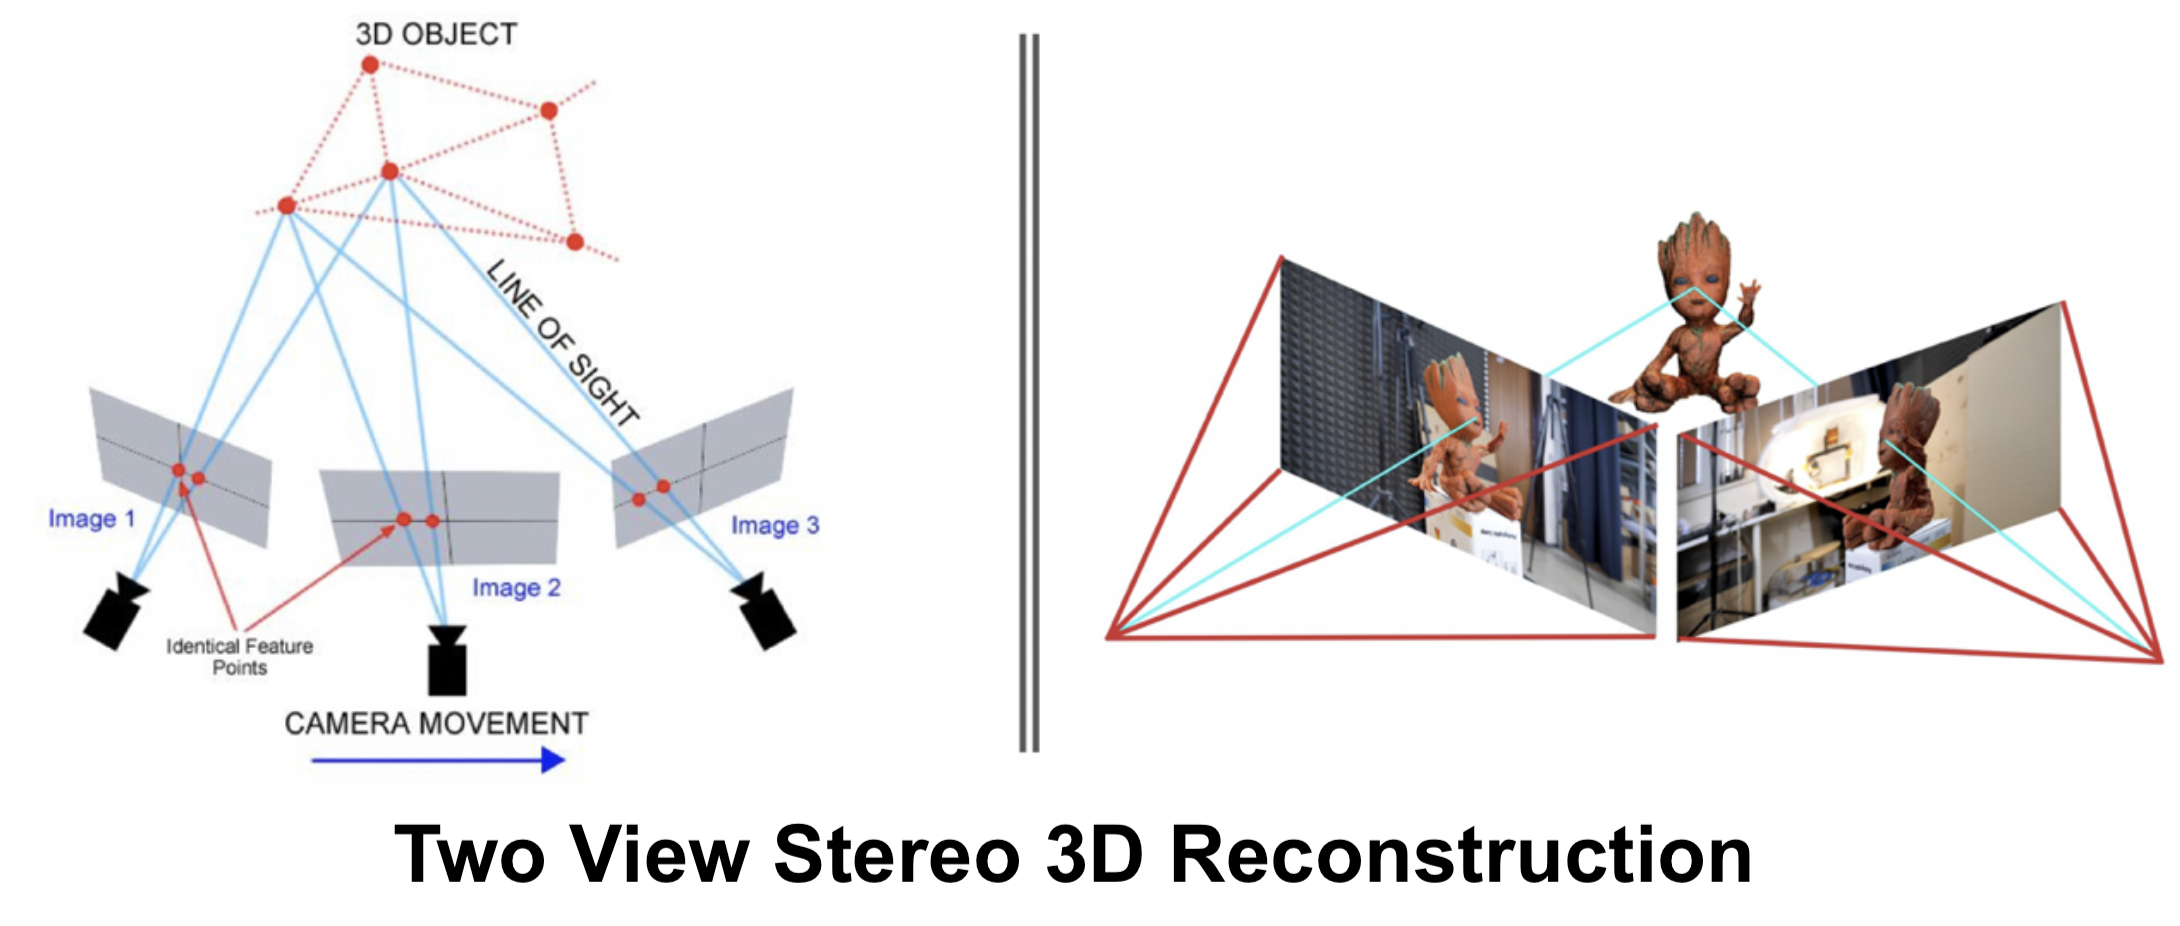 3D OBJECT
LINE OF SIGHT
Image 1
Image 2
Image 3
Identical Feature
Points
CAMERA MOVEMENT
Two View Stereo 3D Reconstruction